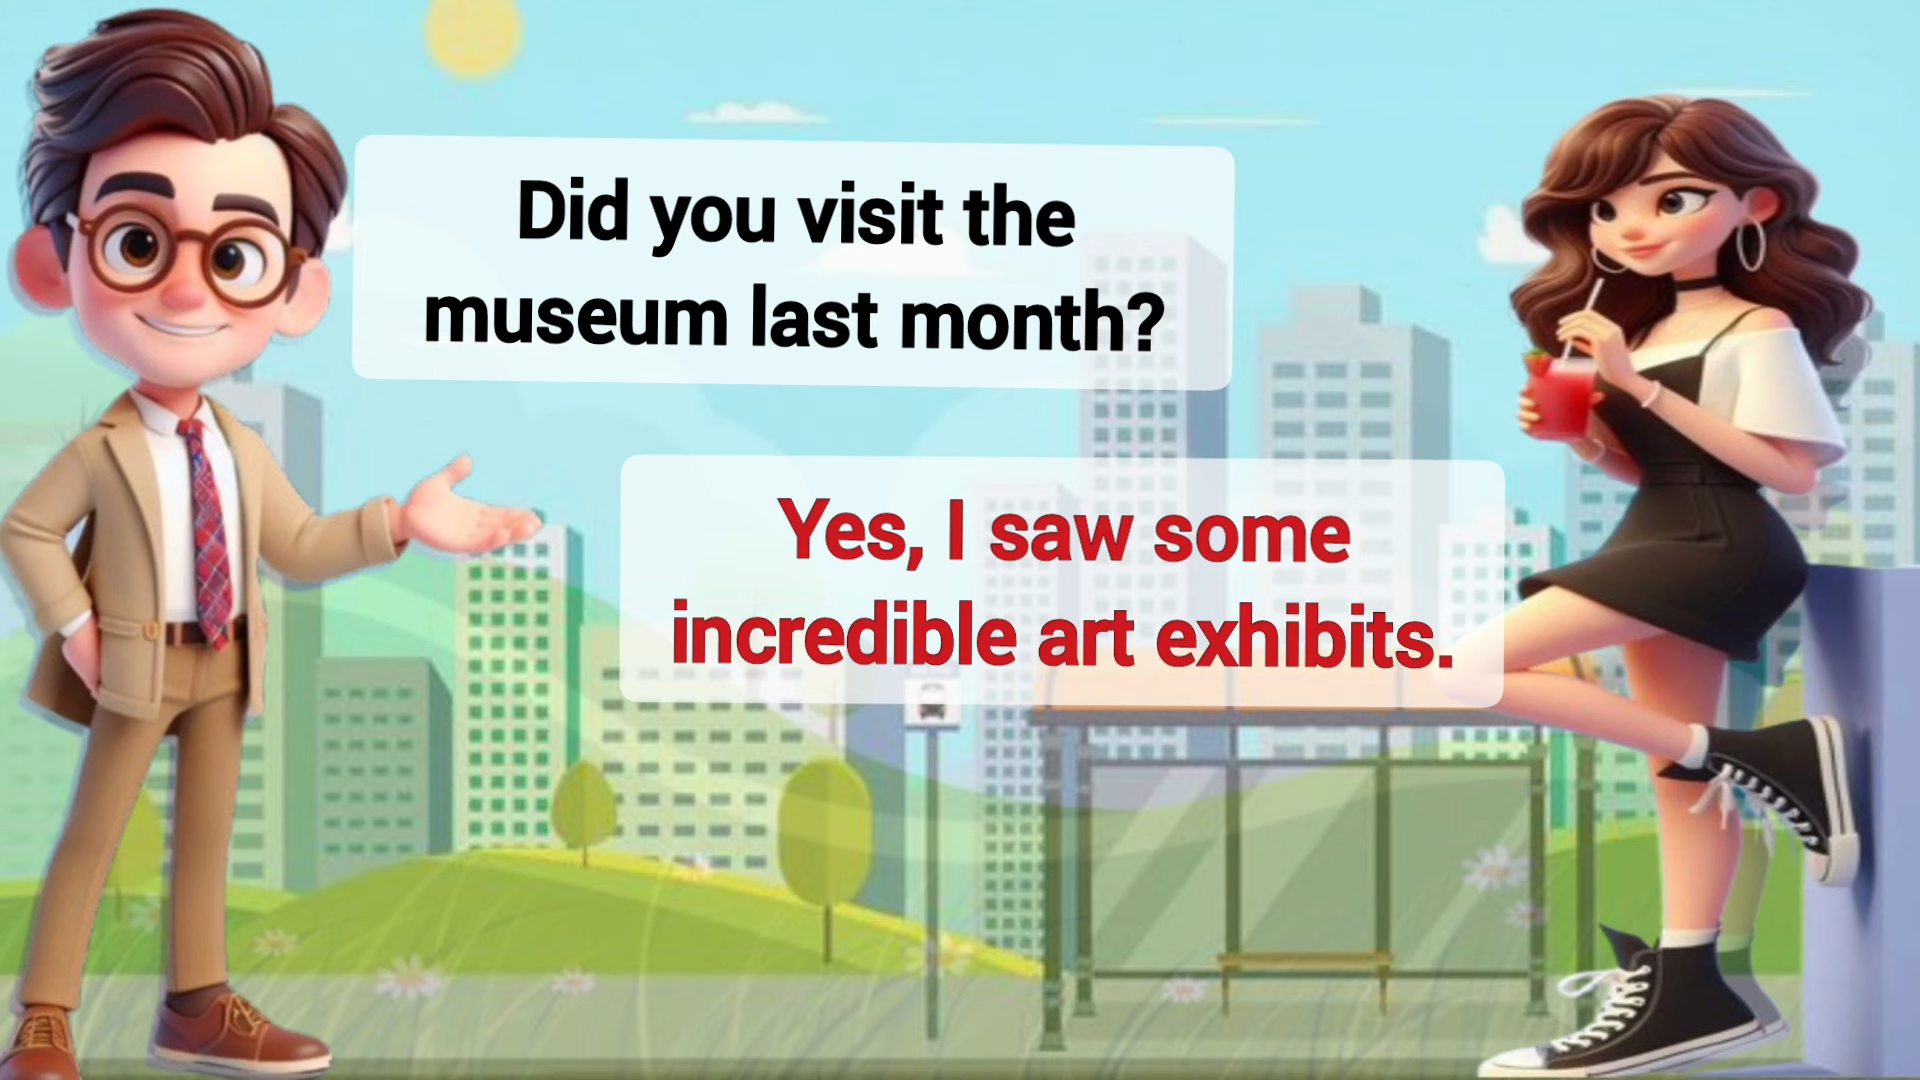 Did you visit the
museum last month?
Yes, I saw some
incredible art exhibits.